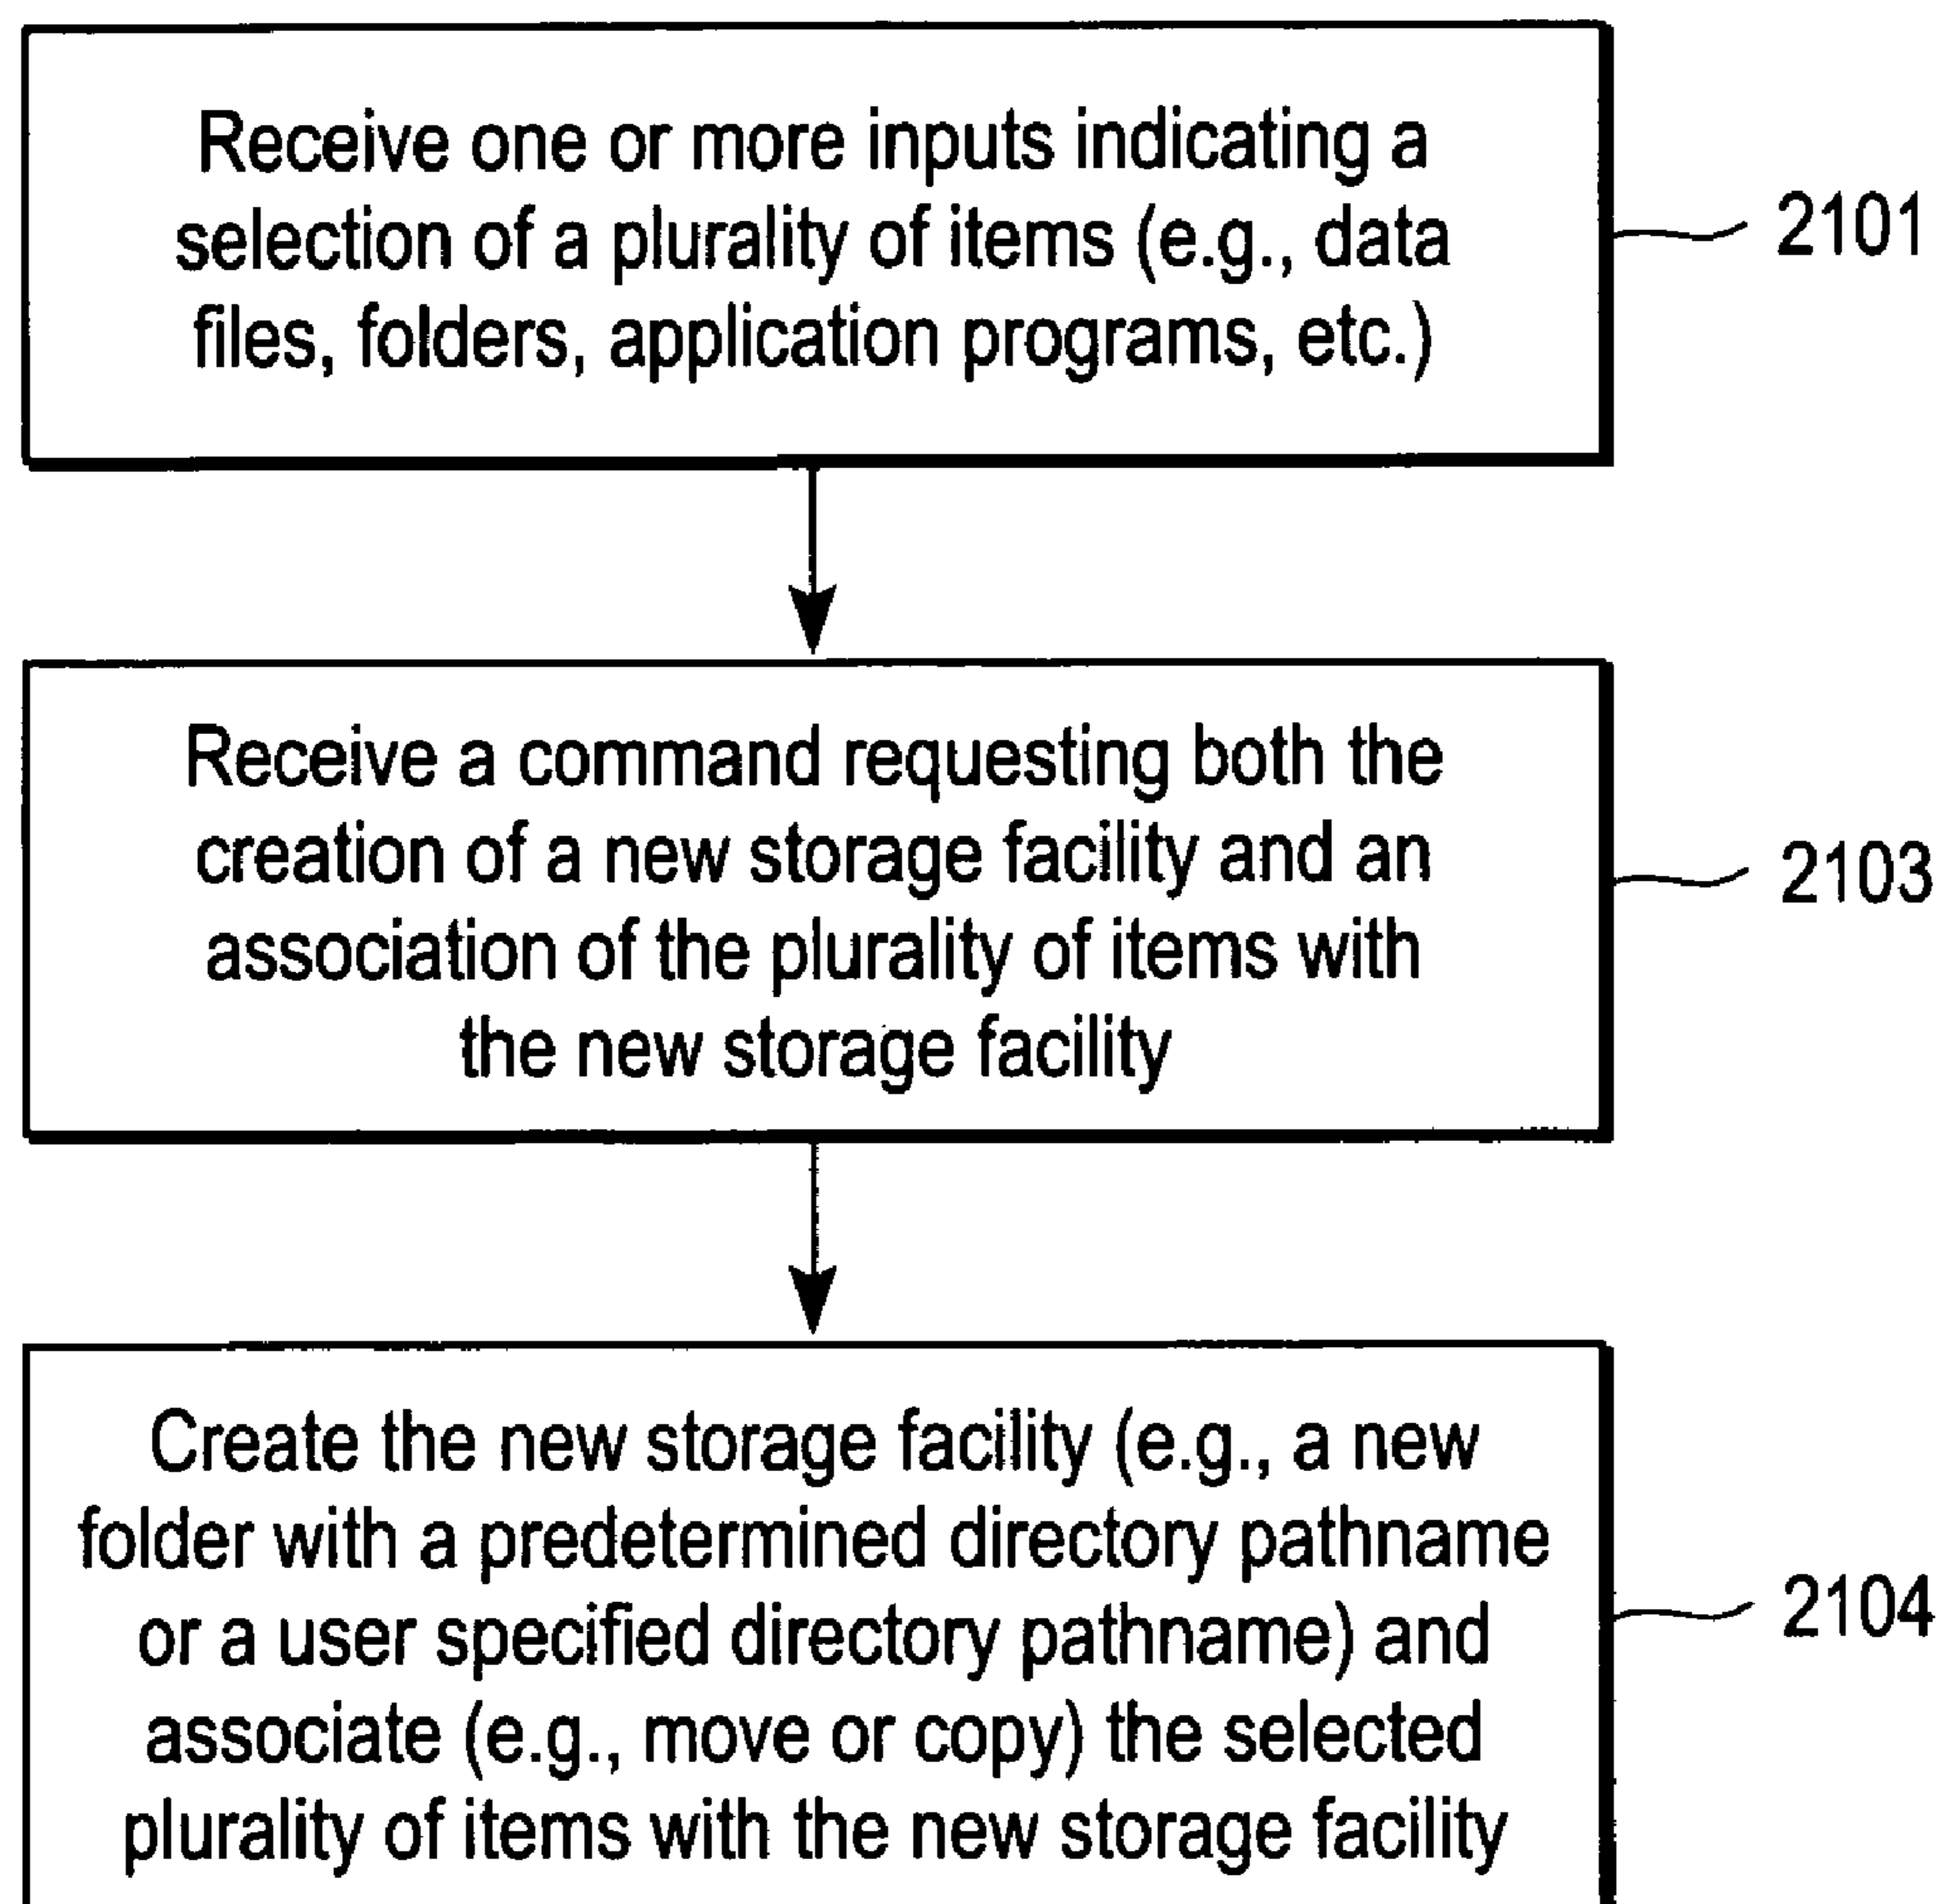 Receive one or more inputs indicating a
selection of a plurality of items (e.g., data
files, folders, application programs, etc.)
2101
Receive a command requesting both the
creation of a new storage facility and an
association of the plurality of items with
the new storage facility
2103
Create the new storage facility (e.g., a new
folder with a predetermined directory pathname
or a user specified directory pathname) and
associate (e.g., move or copy) the selected
plurality of items with the new storage facility
2104